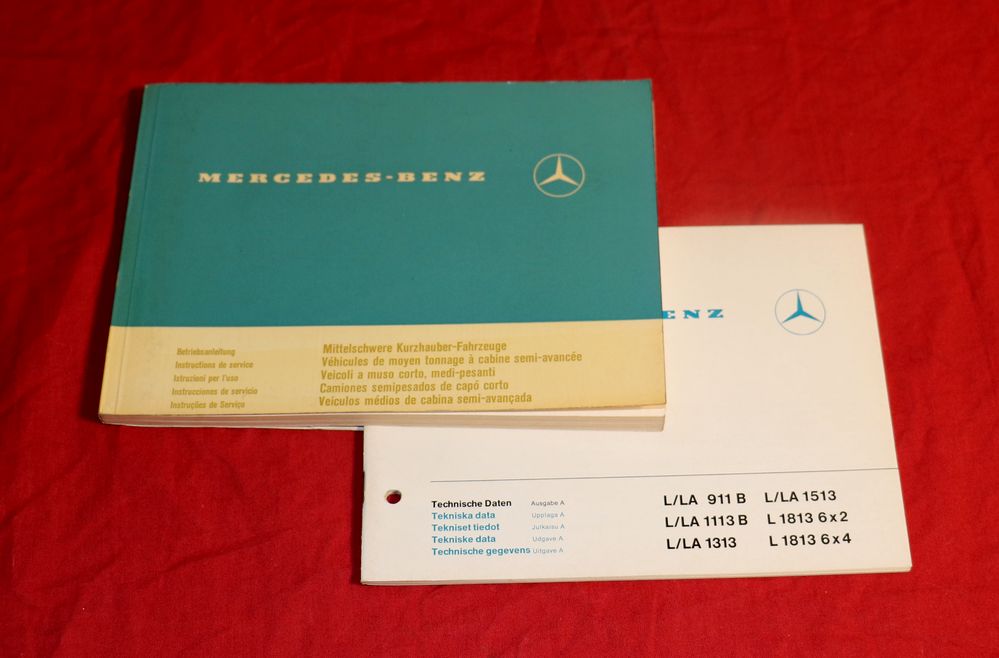 MERCEDES-BENZ
Betriebsanleitung
Instructions de service
Istruzioni per l'uso
Instrucciones de servicio
Instruções de Serviço
Mittelschwere Kurzhauber-Fahrzeuge
Véhicules de moyen tonnage à cabine semi-avancée
Veicoli a muso corto, medi-pesanti
Camiones semipesados de capó corto
Veiculos médios de cabina semi-avançada
ENZ
Technische Daten Ausgabe A
Tekniska data Upplaga A
Tekniset tiedot Julkaisu A
Tekniske data Udgave A
Technische gegevens Uitgave A
L/LA 911 B L/LA 1513
L/LA 1113 B L 1813 6x2
L/LA 1313 L 1813 6x4